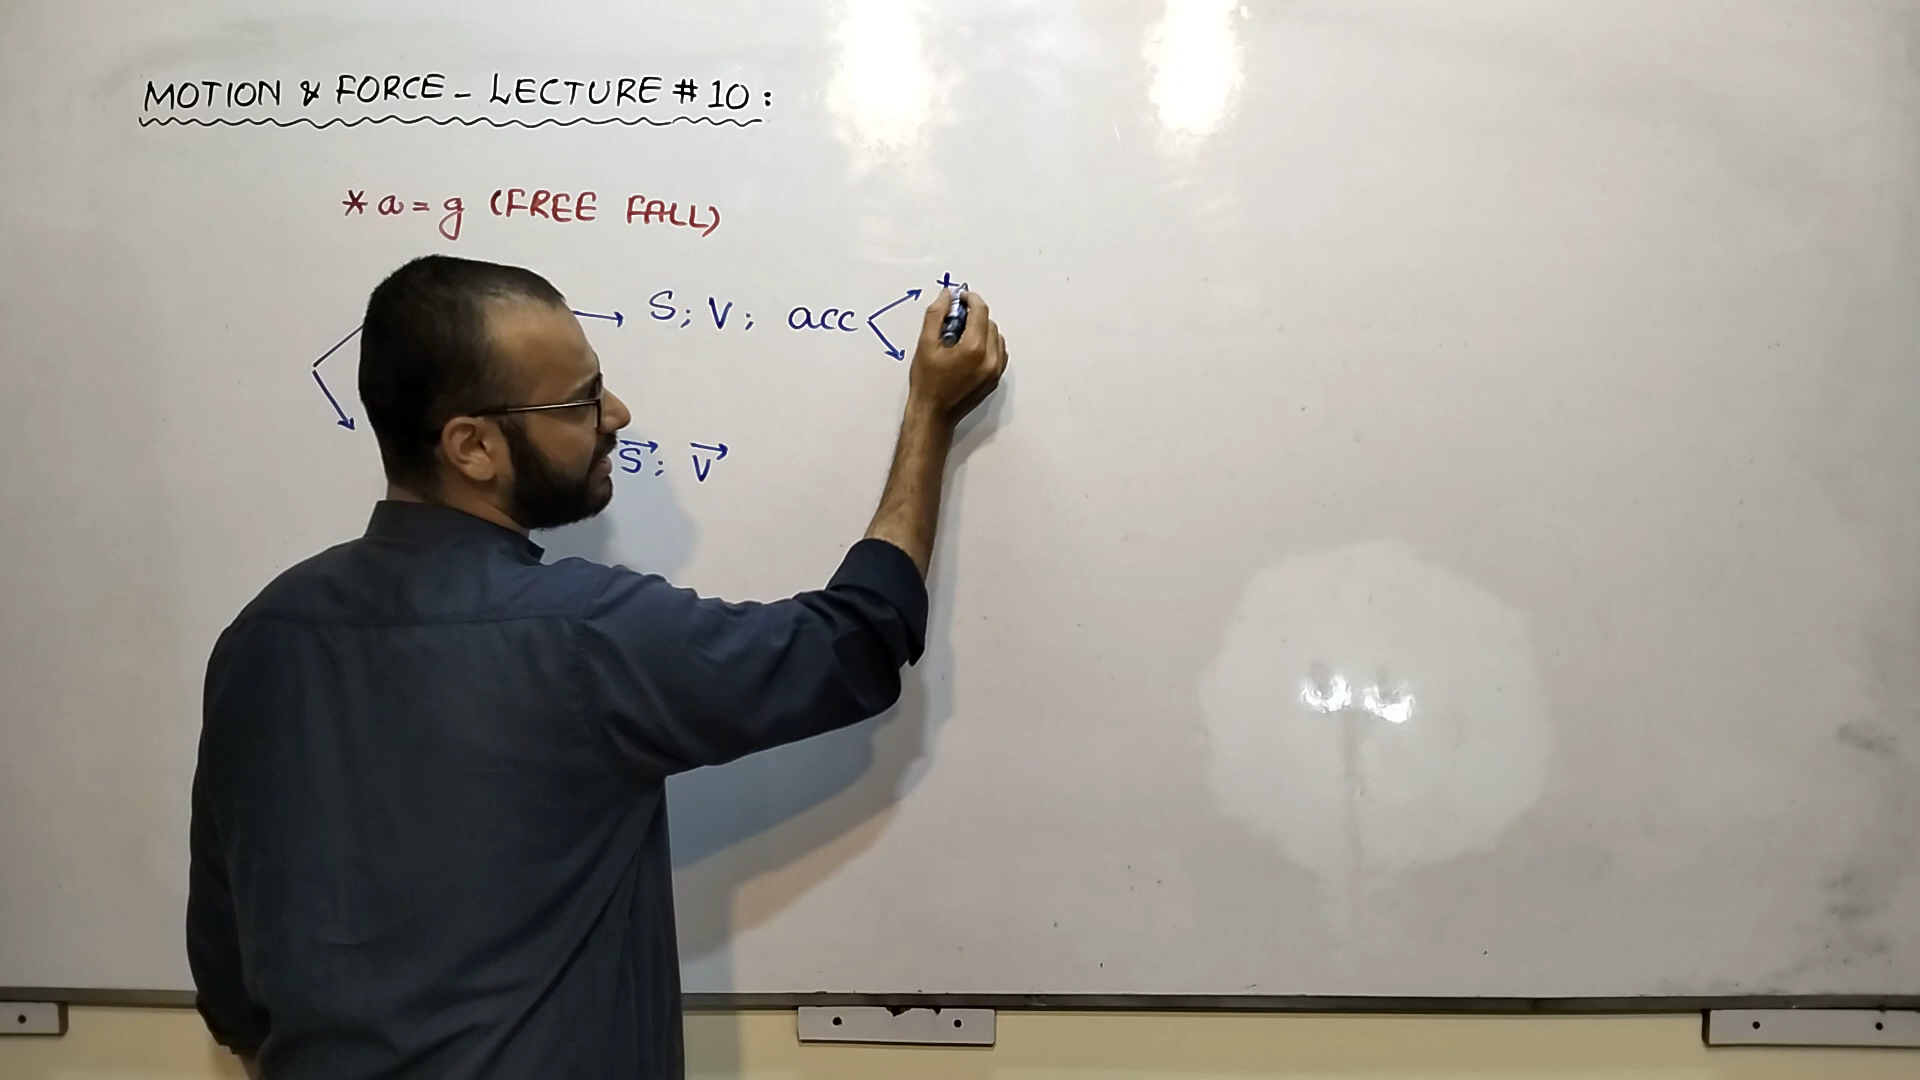 MOTION & FORCE - LECTURE # 10 :
* a = g (FREE FALL)
→ S; V; acc +
S⃗; V⃗